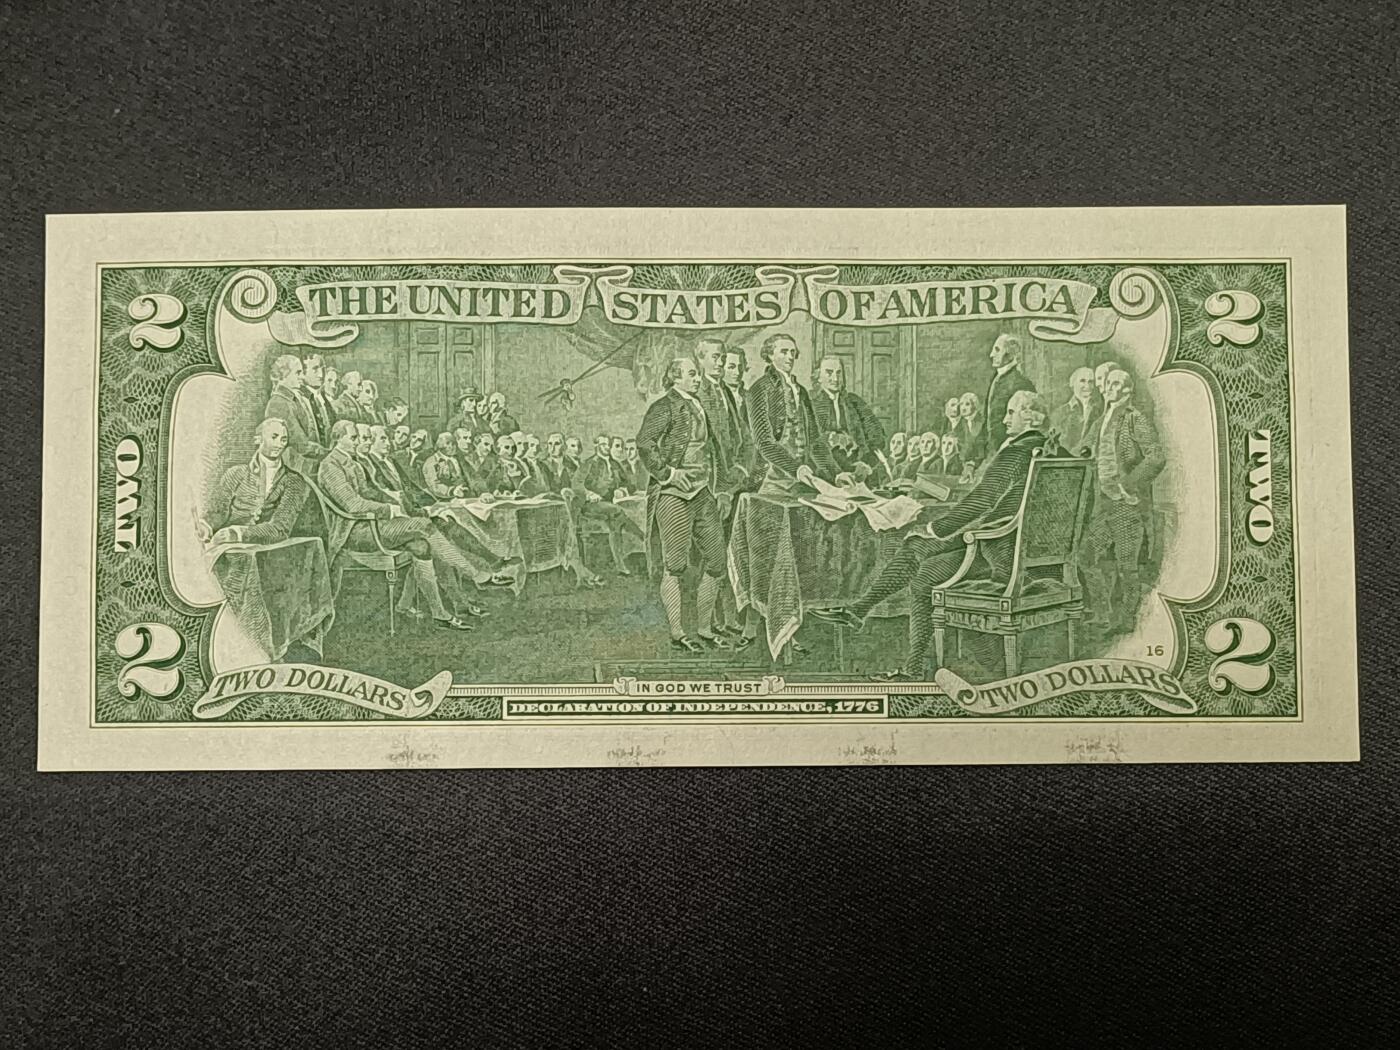 THE UNITED STATES OF AMERICA
2
2
TWO
TWO
16
2
2
TWO DOLLARS
TWO DOLLARS
IN GOD WE TRUST
DECLARATION OF INDEPENDENCE, 1776